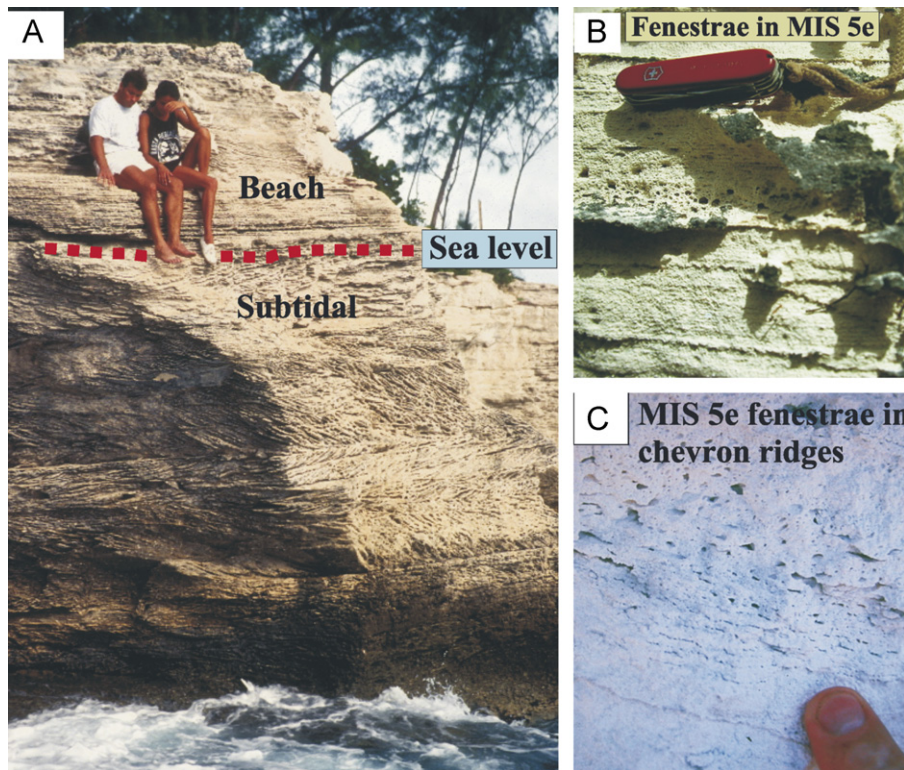 A
Beach
Sea level
Subtidal
B
Fenestrae in MIS 5e
C
MIS 5e fenestrae in
chevron ridges